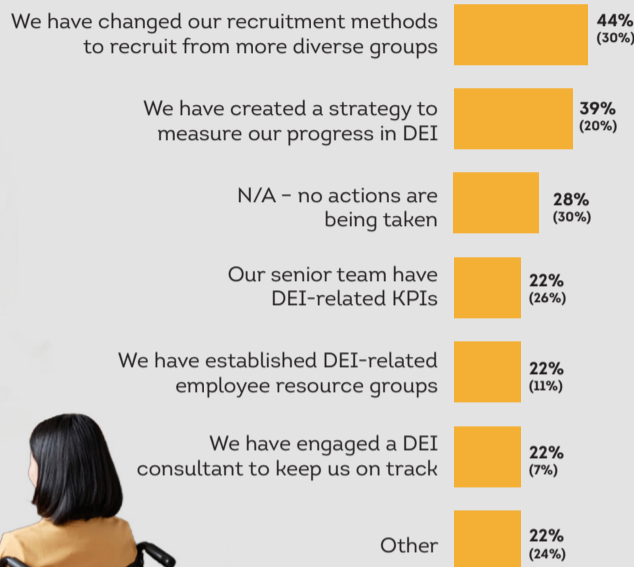 We have changed our recruitment methods
to recruit from more diverse groups
44%
(30%)
We have created a strategy to
measure our progress in DEI
39%
(20%)
N/A – no actions are
being taken
28%
(30%)
Our senior team have
DEI-related KPIs
22%
(26%)
We have established DEI-related
employee resource groups
22%
(11%)
We have engaged a DEI
consultant to keep us on track
22%
(7%)
Other
22%
(24%)